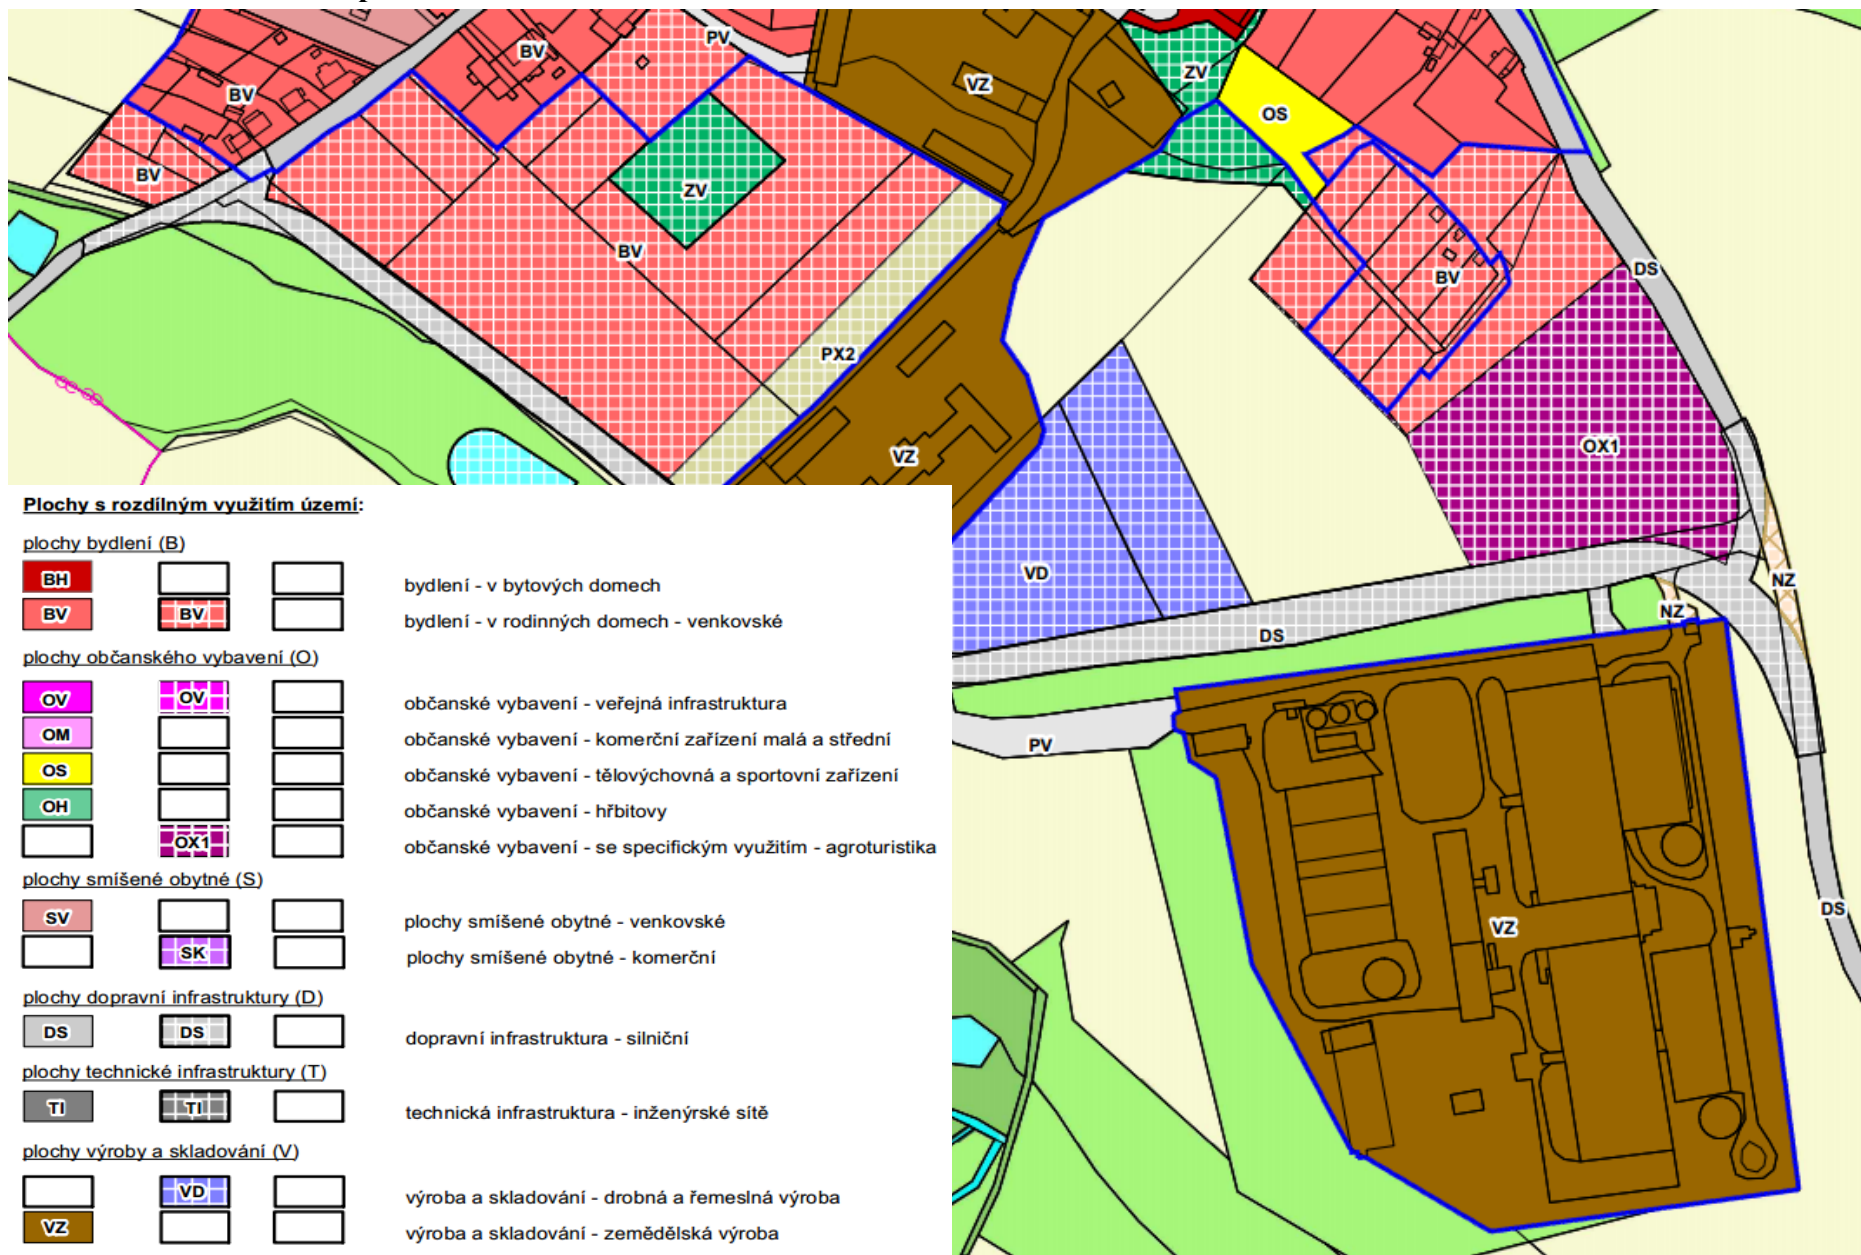 PV
BV
VZ
ZV
BV
OS
BV
ZV
BV
DS
BV
PX2
OX1
VZ
VD
NZ
NZ
DS
PV
VZ
DS
Plochy s rozdílným využitím území:
plochy bydlení (B)
BH bydlení - v bytových domech
BV BV bydlení - v rodinných domech - venkovské
plochy občanského vybavení (O)
OV OV občanské vybavení - veřejná infrastruktura
OM občanské vybavení - komerční zařízení malá a střední
OS občanské vybavení - tělovýchovná a sportovní zařízení
OH občanské vybavení - hřbitovy
OX1 občanské vybavení - se specifickým využitím - agroturistika
plochy smíšené obytné (S)
SV plochy smíšené obytné - venkovské
SK plochy smíšené obytné - komerční
plochy dopravní infrastruktury (D)
DS DS dopravní infrastruktura - silniční
plochy technické infrastruktury (T)
TI TI technická infrastruktura - inženýrské sítě
plochy výroby a skladování (V)
VD výroba a skladování - drobná a řemeslná výroba
VZ výroba a skladování - zemědělská výroba